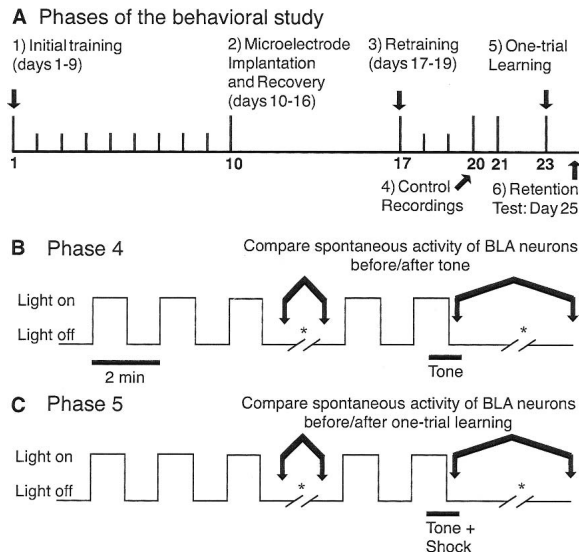 A Phases of the behavioral study
1) Initial training
(days 1-9)
2) Microelectrode
Implantation
and Recovery
(days 10-16)
3) Retraining
(days 17-19)
5) One-trial
Learning
1 10 17 20 21 23
4) Control
Recordings
6) Retention
Test: Day 25
B Phase 4
Compare spontaneous activity of BLA neurons
before/after tone
Light on
*
*
Light off
2 min
Tone
C Phase 5
Compare spontaneous activity of BLA neurons
before/after one-trial learning
Light on
*
*
Light off
Tone +
Shock